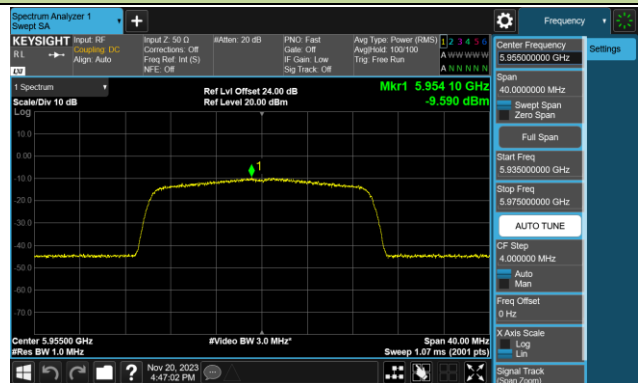 Spectrum Analyzer 1
Swept SA
Frequency
KEYSIGHT
RL
LXI
Input: RF
Coupling: DC
Align: Auto
Input Z: 50 Ω
Corrections: Off
Freq Ref: Int (S)
NFE: Off
#Atten: 20 dB
PNO: Fast
Gate: Off
IF Gain: Low
Sig Track: Off
Avg Type: Power (RMS)
Avg|Hold: 100/100
Trig: Free Run
1 2 3 4 5 6
A W W W W W
A N N N N N
1 Spectrum
Scale/Div 10 dB
Log
Ref Lvl Offset 24.00 dB
Ref Level 20.00 dBm
Mkr1 5.954 10 GHz
-9.590 dBm
10.0
0.00
-10.0
-20.0
-30.0
-40.0
-50.0
-60.0
-70.0
1
Center 5.95500 GHz
#Res BW 1.0 MHz
#Video BW 3.0 MHz*
Span 40.00 MHz
Sweep 1.07 ms (2001 pts)
Nov 20, 2023
4:47:02 PM
Center Frequency
5.955000000 GHz
Settings
Span
40.0000000 MHz
Swept Span
Zero Span
Full Span
Start Freq
5.935000000 GHz
Stop Freq
5.975000000 GHz
AUTO TUNE
CF Step
4.000000 MHz
Auto
Man
Freq Offset
0 Hz
X Axis Scale
Log
Lin
Signal Track
(Span Zoom)